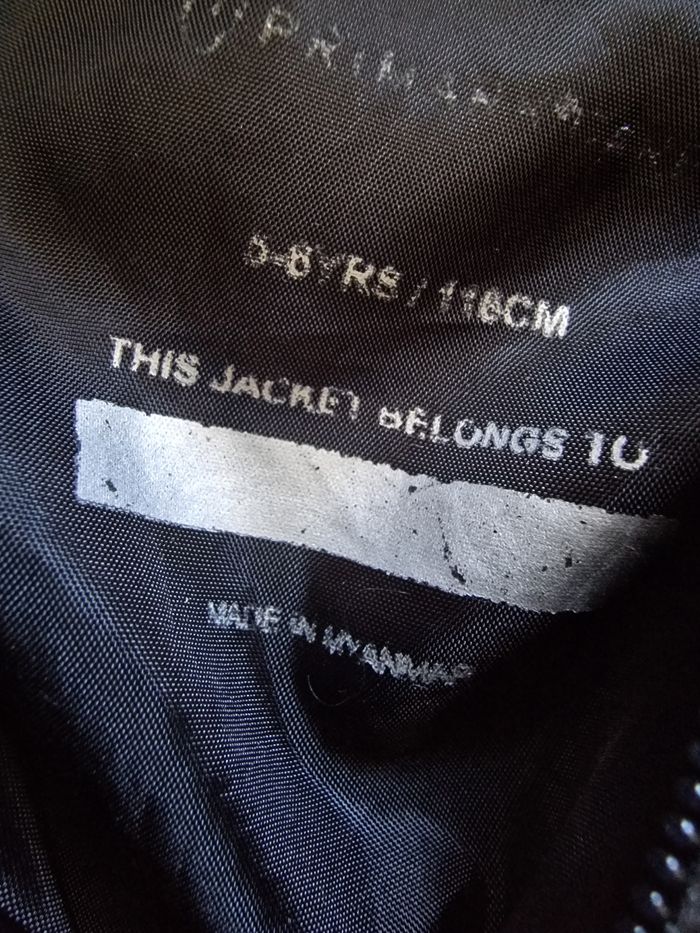 5-6YRS / 116CM
THIS JACKET BELONGS TO
MADE IN MYANMAR